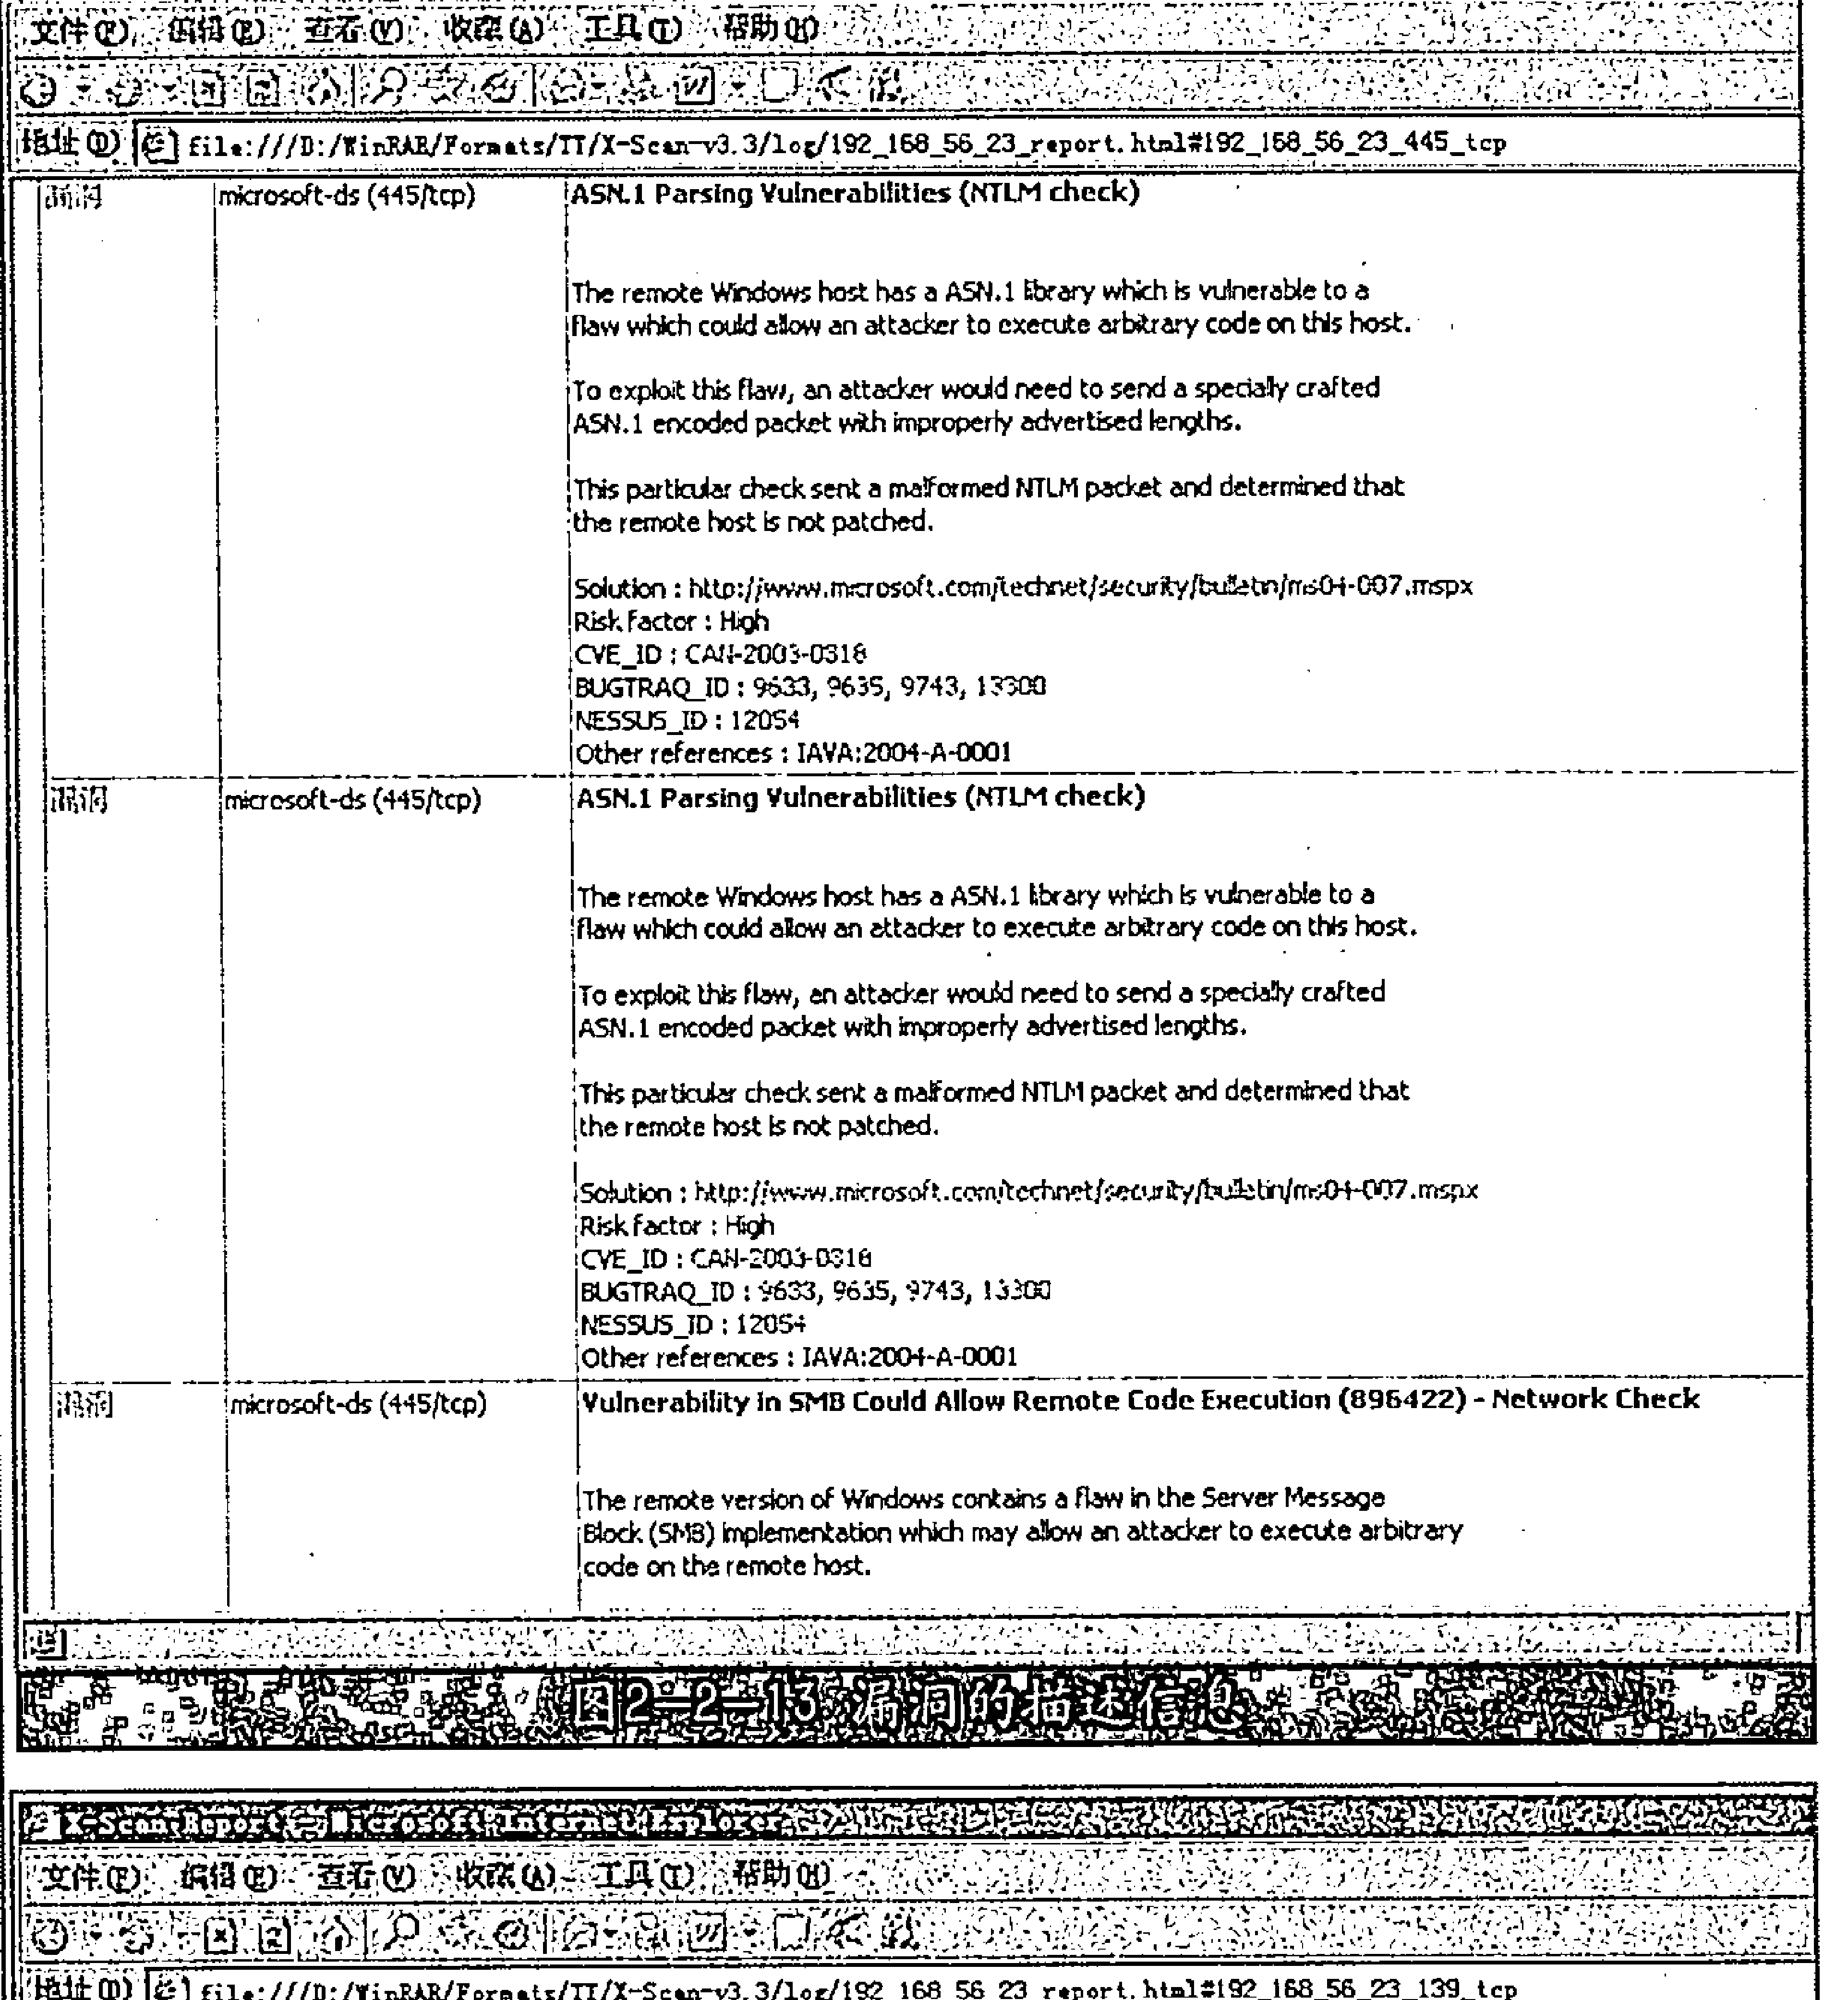 文件(F) 编辑(E) 查看(V) 收藏(A) 工具(T) 帮助(H)
地址(D) file:///D:/WinRAR/Formats/TT/X-Scan-v3.3/log/192_168_56_23_report.html#192_168_56_23_445_tcp
漏洞 microsoft-ds (445/tcp) ASN.1 Parsing Vulnerabilities (NTLM check)
The remote Windows host has a ASN.1 library which is vulnerable to a
flaw which could allow an attacker to execute arbitrary code on this host.
To exploit this flaw, an attacker would need to send a specially crafted
ASN.1 encoded packet with improperly advertised lengths.
This particular check sent a malformed NTLM packet and determined that
the remote host is not patched.
Solution : http://www.microsoft.com/technet/security/bulletin/ms04-007.mspx
Risk factor : High
CVE_ID : CAN-2003-0818
BUGTRAQ_ID : 9633, 9635, 9743, 13300
NESSUS_ID : 12054
Other references : IAVA:2004-A-0001
漏洞 microsoft-ds (445/tcp) ASN.1 Parsing Vulnerabilities (NTLM check)
The remote Windows host has a ASN.1 library which is vulnerable to a
flaw which could allow an attacker to execute arbitrary code on this host.
To exploit this flaw, an attacker would need to send a specially crafted
ASN.1 encoded packet with improperly advertised lengths.
This particular check sent a malformed NTLM packet and determined that
the remote host is not patched.
Solution : http://www.microsoft.com/technet/security/bulletin/ms04-007.mspx
Risk factor : High
CVE_ID : CAN-2003-0818
BUGTRAQ_ID : 9633, 9635, 9743, 13300
NESSUS_ID : 12054
Other references : IAVA:2004-A-0001
漏洞 microsoft-ds (445/tcp) Vulnerability in SMB Could Allow Remote Code Execution (896422) - Network Check
The remote version of Windows contains a flaw in the Server Message
Block (SMB) implementation which may allow an attacker to execute arbitrary
code on the remote host.
图2-2-13 漏洞的描述信息
X-Scan Report - Microsoft Internet Explorer
文件(F) 编辑(E) 查看(V) 收藏(A) 工具(T) 帮助(H)
地址(D) file:///D:/WinRAR/Formats/TT/X-Scan-v3.3/log/192_168_56_23_report.html#192_168_56_23_139_tcp